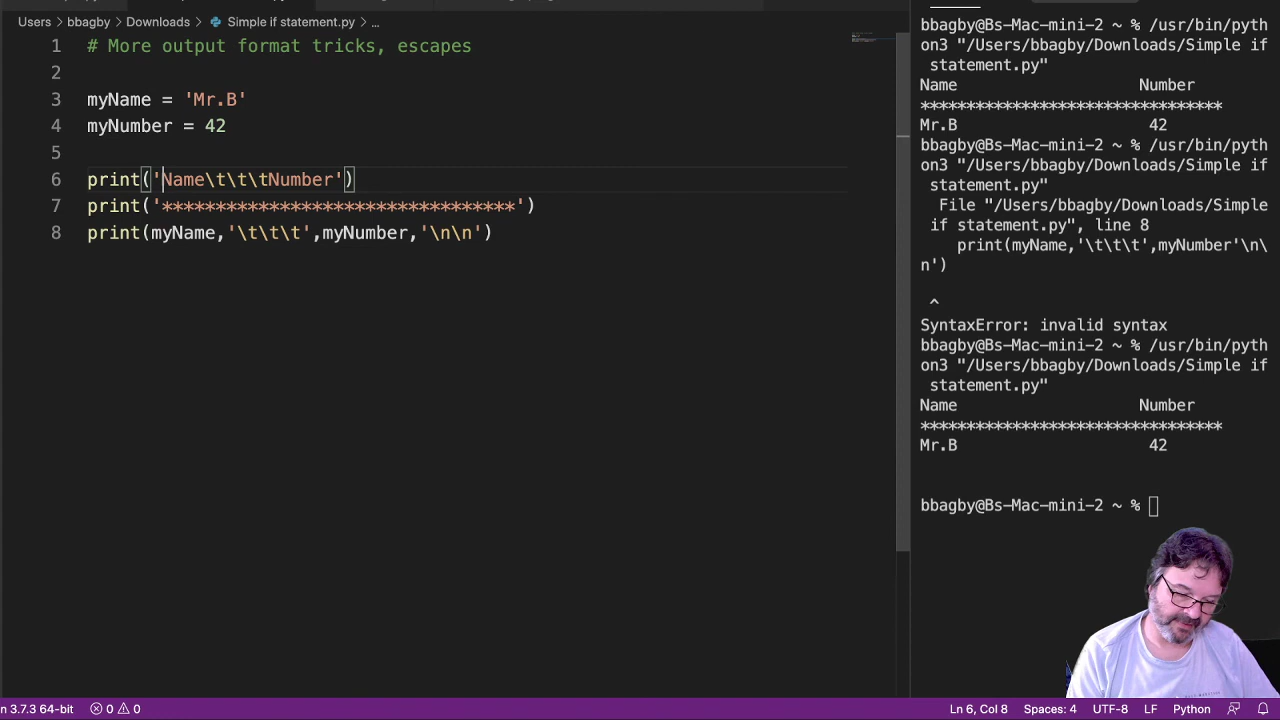 Users > bbagby > Downloads > Simple if statement.py > ...
1 # More output format tricks, escapes
2
3 myName = 'Mr.B'
4 myNumber = 42
5
6 print('Name\t\t\tNumber')
7 print('*********************************')
8 print(myName,'\t\t\t',myNumber,'\n\n')
bbagby@Bs-Mac-mini-2 ~ % /usr/bin/pyth
on3 "/Users/bbagby/Downloads/Simple if
statement.py"
Name Number
*********************************
Mr.B 42
bbagby@Bs-Mac-mini-2 ~ % /usr/bin/pyth
on3 "/Users/bbagby/Downloads/Simple if
statement.py"
File "/Users/bbagby/Downloads/Simple
if statement.py", line 8
print(myName,'\t\t\t',myNumber'\n\
n')
^
SyntaxError: invalid syntax
bbagby@Bs-Mac-mini-2 ~ % /usr/bin/pyth
on3 "/Users/bbagby/Downloads/Simple if
statement.py"
Name Number
*********************************
Mr.B 42
bbagby@Bs-Mac-mini-2 ~ %
n 3.7.3 64-bit 0 0 Ln 6, Col 8 Spaces: 4 UTF-8 LF Python